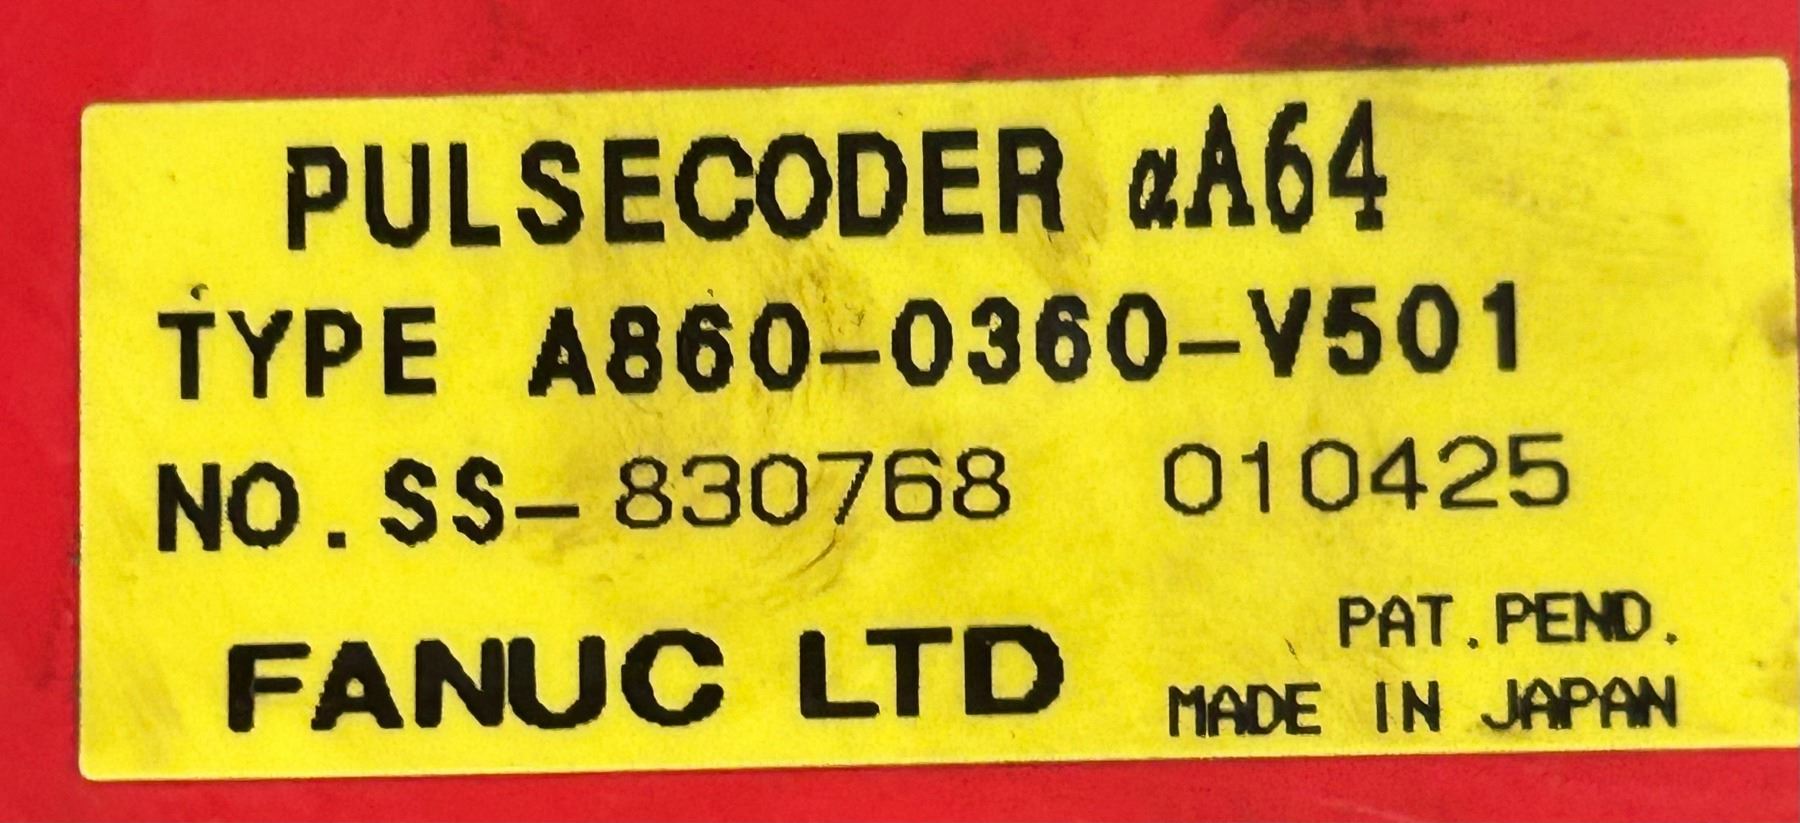 PULSECODER αA64
TYPE A860-0360-V501
NO.SS-830768 010425
FANUC LTD
PAT.PEND.
MADE IN JAPAN